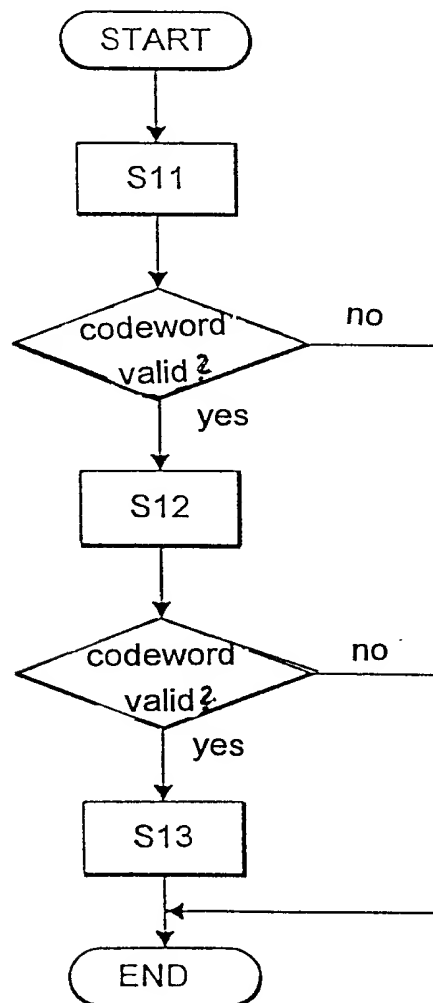 START
S11
codeword
valid?
no
yes
S12
codeword
valid?
no
yes
S13
END